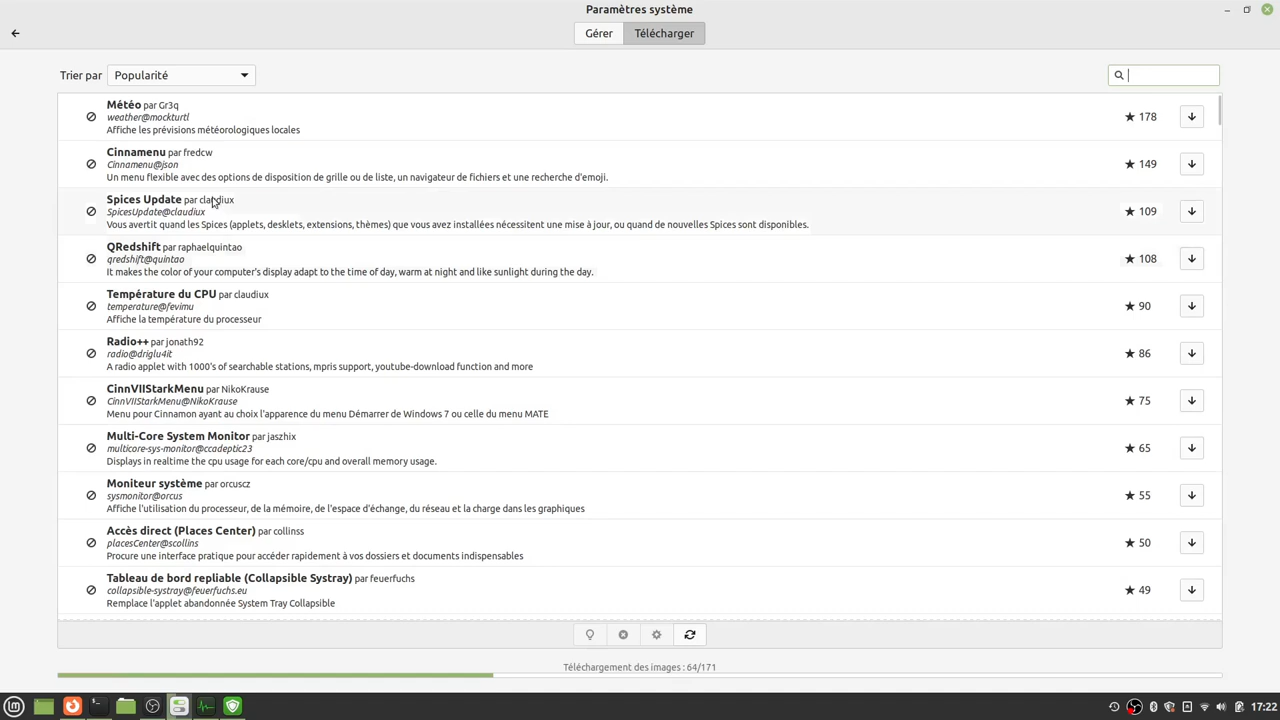 Paramètres système
Gérer
Télécharger
Trier par
Popularité
Météo par Gr3q
weather@mockturtl
Affiche les prévisions météorologiques locales
178
Cinnamenu par fredcw
Cinnamenu@json
Un menu flexible avec des options de disposition de grille ou de liste, un navigateur de fichiers et une recherche d'emoji.
149
Spices Update par claudiux
SpicesUpdate@claudiux
Vous avertit quand les Spices (applets, desklets, extensions, thèmes) que vous avez installées nécessitent une mise à jour, ou quand de nouvelles Spices sont disponibles.
109
QRedshift par raphaelquintao
qredshift@quintao
It makes the color of your computer's display adapt to the time of day, warm at night and like sunlight during the day.
108
Température du CPU par claudiux
temperature@fevimu
Affiche la température du processeur
90
Radio++ par jonath92
radio@driglu4it
A radio applet with 1000's of searchable stations, mpris support, youtube-download function and more
86
CinnVIIStarkMenu par NikoKrause
CinnVIIStarkMenu@NikoKrause
Menu pour Cinnamon ayant au choix l'apparence du menu Démarrer de Windows 7 ou celle du menu MATE
75
Multi-Core System Monitor par jaszhix
multicore-sys-monitor@ccadeptic23
Displays in realtime the cpu usage for each core/cpu and overall memory usage.
65
Moniteur système par orcuscz
sysmonitor@orcus
Affiche l'utilisation du processeur, de la mémoire, de l'espace d'échange, du réseau et la charge dans les graphiques
55
Accès direct (Places Center) par collinss
placesCenter@scollins
Procure une interface pratique pour accéder rapidement à vos dossiers et documents indispensables
50
Tableau de bord repliable (Collapsible Systray) par feuerfuchs
collapsible-systray@feuerfuchs.eu
Remplace l'applet abandonnée System Tray Collapsible
49
Téléchargement des images : 64/171
17:22